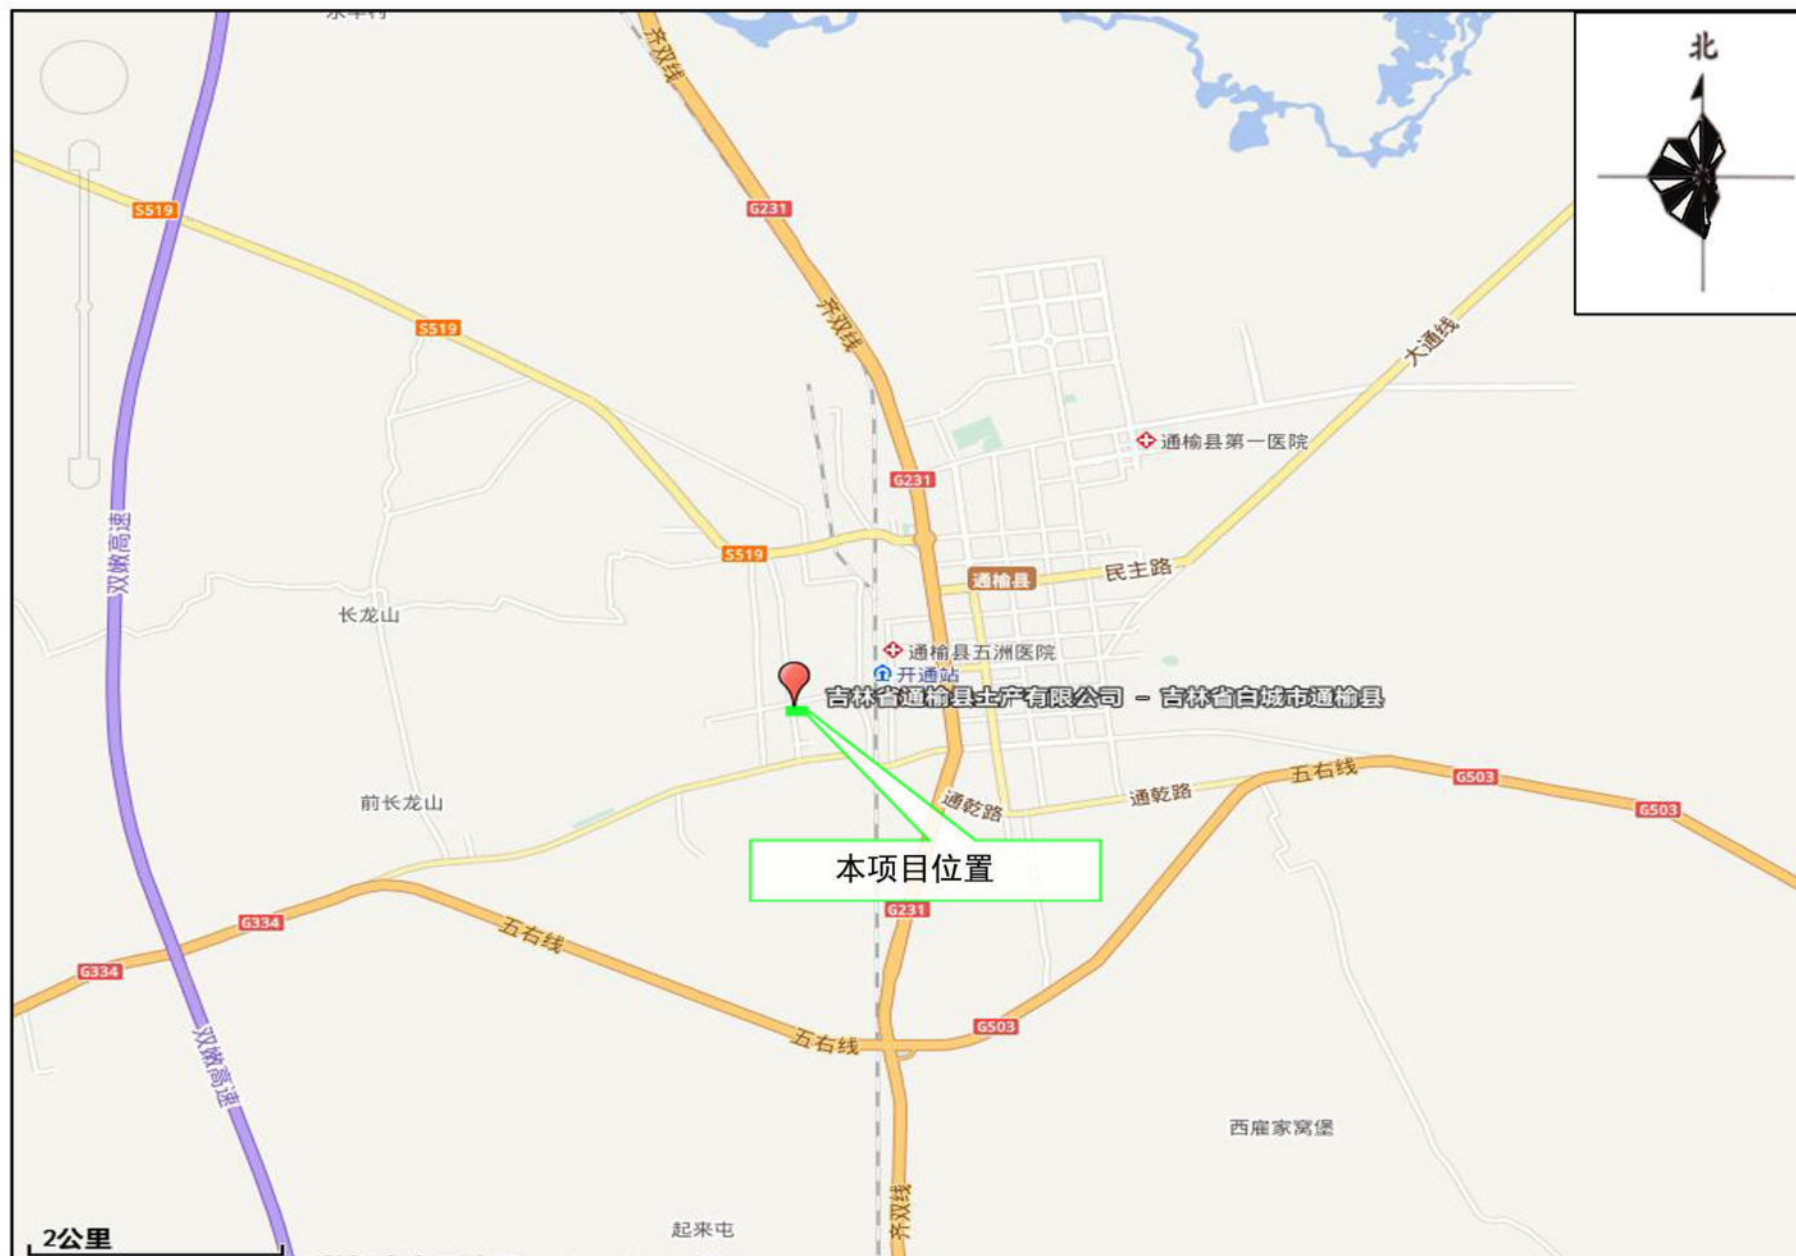 齐双线
北
S519
G231
齐双线
S519
大通线
通榆县第一医院
G231
双嫩高速
S519
通榆县
民主路
长龙山
通榆县五洲医院
开通站
吉林省通榆县土产有限公司 - 吉林省白城市通榆县
五右线
G503
前长龙山
通乾路
通乾路
G503
本项目位置
G334
G231
五右线
G334
G503
五右线
双嫩高速
西雇家窝堡
齐双线
起来屯
2公里